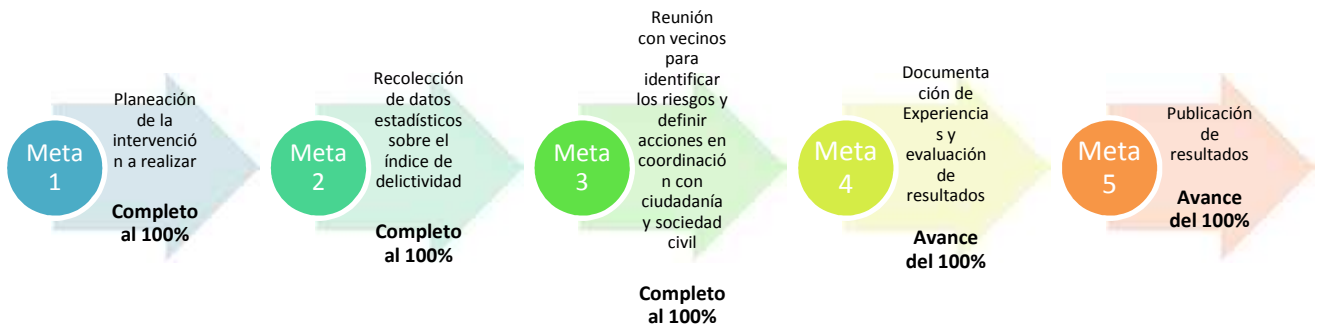 Meta
1
Planeación
de la
intervenció
n a realizar
Completo
al 100%
Meta
2
Recolección
de datos
estadísticos
sobre el
índice de
delictividad
Completo
al 100%
Meta
3
Reunión
con vecinos
para
identificar
los riesgos y
definir
acciones en
coordinació
n con
ciudadanía
y sociedad
civil
Completo
al 100%
Meta
4
Documenta
ción de
Experiencia
s y
evaluación
de
resultados
Avance
del 100%
Meta
5
Publicación
de
resultados
Avance
del 100%